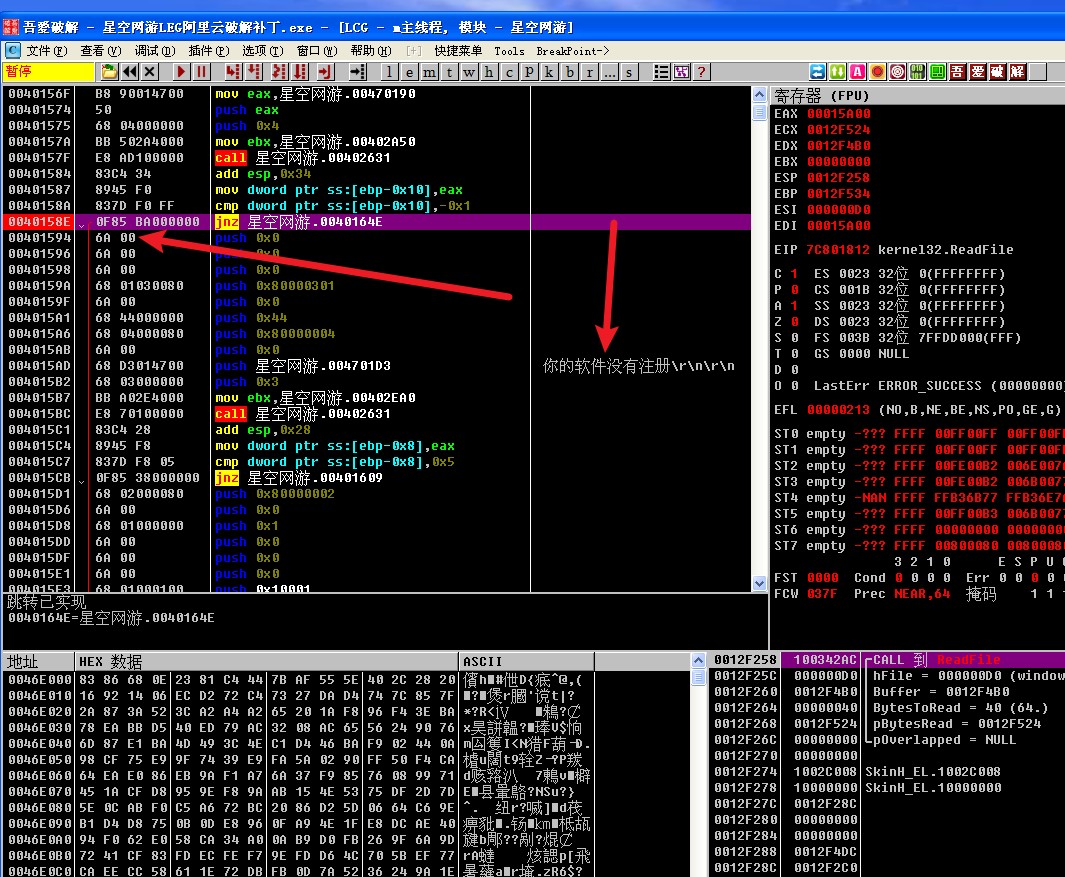 吾爱破解 - 星空网游LEG阿里云破解补丁.exe - [LCG - m主线程, 模块 - 星空网游]
文件(F) 查看(V) 调试(D) 插件(P) 选项(T) 窗口(W) 帮助(H) [+] 快捷菜单 Tools BreakPoint->
暂停 l e m t w h c p k b r ... s ? 吾 爱 破 解
0040156F B8 90014700 mov eax,星空网游.00470190
00401574 50 push eax
00401575 68 04000000 push 0x4
0040157A BB 502A4000 mov ebx,星空网游.00402A50
0040157F E8 AD100000 call 星空网游.00402631
00401584 83C4 34 add esp,0x34
00401587 8945 F0 mov dword ptr ss:[ebp-0x10],eax
0040158A 837D F0 FF cmp dword ptr ss:[ebp-0x10],-0x1
0040158E 0F85 BA000000 jnz 星空网游.0040164E
00401594 6A 00 push 0x0
00401596 6A 00 push 0x0
00401598 6A 00 push 0x0
0040159A 68 01030080 push 0x80000301
0040159F 6A 00 push 0x0
004015A1 68 44000000 push 0x44
004015A6 68 04000080 push 0x80000004
004015AB 6A 00 push 0x0
004015AD 68 D3014700 push 星空网游.004701D3 你的软件没有注册\r\n\r\n
004015B2 68 03000000 push 0x3
004015B7 BB A02E4000 mov ebx,星空网游.00402EA0
004015BC E8 70100000 call 星空网游.00402631
004015C1 83C4 28 add esp,0x28
004015C4 8945 F8 mov dword ptr ss:[ebp-0x8],eax
004015C7 837D F8 05 cmp dword ptr ss:[ebp-0x8],0x5
004015CB 0F85 38000000 jnz 星空网游.00401609
004015D1 68 02000080 push 0x80000002
004015D6 6A 00 push 0x0
004015D8 68 01000000 push 0x1
004015DD 6A 00 push 0x0
004015DF 6A 00 push 0x0
004015E1 6A 00 push 0x0
004015E3 68 01000100 push 0x10001
跳转已实现
0040164E=星空网游.0040164E
寄存器 (FPU)
EAX 00015A00
ECX 0012F524
EDX 0012F4B0
EBX 00000000
ESP 0012F258
EBP 0012F534
ESI 000000D0
EDI 00015A00
EIP 7C801812 kernel32.ReadFile
C 1 ES 0023 32位 0(FFFFFFFF)
P 0 CS 001B 32位 0(FFFFFFFF)
A 1 SS 0023 32位 0(FFFFFFFF)
Z 0 DS 0023 32位 0(FFFFFFFF)
S 0 FS 003B 32位 7FFDD000(FFF)
T 0 GS 0000 NULL
D 0
O 0 LastErr ERROR_SUCCESS (00000000)
EFL 00000213 (NO,B,NE,BE,NS,PO,GE,G)
ST0 empty -??? FFFF 00FF00FF 00FF00F
ST1 empty -??? FFFF 00FF00FF 00FF00F
ST2 empty -??? FFFF 00FE00B2 006E007
ST3 empty -??? FFFF 00FE00B2 006B007
ST4 empty -NAN FFFF FFB36B77 FFB36E7
ST5 empty -??? FFFF 00FF00B3 006B007
ST6 empty -??? FFFF 00000000 0000000
ST7 empty -??? FFFF 00800080 0080008
3 2 1 0 E S P U O
FST 0000 Cond 0 0 0 0 Err 0 0 0 0 0
FCW 037F Prec NEAR,64 掩码 1 1 1
地址 HEX 数据 ASCII
0046E000 83 86 68 0E 23 81 C4 44 7B AF 55 5E 40 2C 28 20
0046E010 16 92 14 06 EC D2 72 C4 73 27 DA D4 74 7C 85 7F
0046E020 2A 87 3A 52 3C A2 A4 A2 65 20 1A F8 96 F4 3E BA
0046E030 78 EA BB D5 40 ED 79 AC 32 08 AC 65 56 24 90 76
0046E040 6D 87 E1 BA 4D 49 3C 4E C1 D4 46 BA F9 02 44 0A
0046E050 98 CF 75 E9 9F 74 39 E9 FA 5A 02 90 FF 50 F4 CA
0046E060 64 EA E0 86 EB 9A F1 A7 6A 37 F9 85 76 08 99 71
0046E070 45 1A CF D8 95 9E F8 9A AB 15 4E 53 75 DF 2D 7D
0046E080 5E 0C AB F0 C5 A6 72 BC 20 86 D2 5D 06 64 C6 9E
0046E090 B1 D4 D8 75 0B 0D E8 96 0F A9 4E 1F E8 DC AE 40
0046E0A0 94 F0 62 E0 58 CA 34 A0 0A B9 D0 FB 26 9F 6A 9D
0046E0B0 72 41 CF 83 FD EC FE F7 9E FD D6 4C 70 5B EF 77
0046E0C0 CA EE CC 58 61 1E 72 DB FB 0D 7A 52 36 24 9A 1E
0012F258 100342AC CALL 到 ReadFile
0012F25C 000000D0 hFile = 000000D0 (window
0012F260 0012F4B0 Buffer = 0012F4B0
0012F264 00000040 BytesToRead = 40 (64.)
0012F268 0012F524 pBytesRead = 0012F524
0012F26C 00000000 pOverlapped = NULL
0012F270 00000000
0012F274 1002C008 SkinH_EL.1002C008
0012F278 10000000 SkinH_EL.10000000
0012F27C 0012F28C
0012F280 00000000
0012F284 00000000
0012F288 0012F4DC
0012F28C 0012F2C0